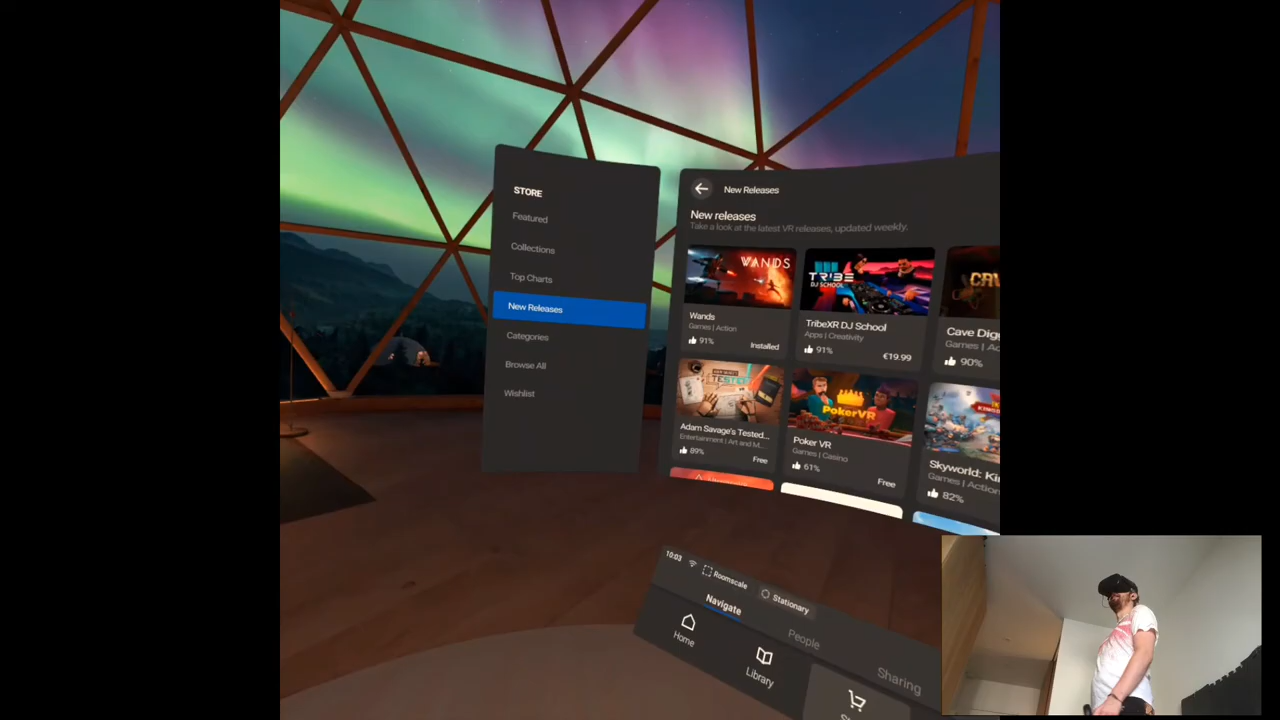 STORE
Featured
Collections
Top Charts
New Releases
Categories
Browse All
Wishlist
New Releases
New releases
Take a look at the latest VR releases, updated weekly.
WANDS
Wands
Games | Action
91%
Installed
TRIBE
DJ SCHOOL
TribeXR DJ School
Apps | Creativity
91%
€19.99
Cave Dig
90%
TESTED
Adam Savage's Tested...
Entertainment | Art and M...
89%
Free
PokerVR
Poker VR
Games | Casino
61%
Free
Skyworld: Ki
Games | Action
82%
10:03
Roomscale
Stationary
Navigate
People
Sharing
Home
Library